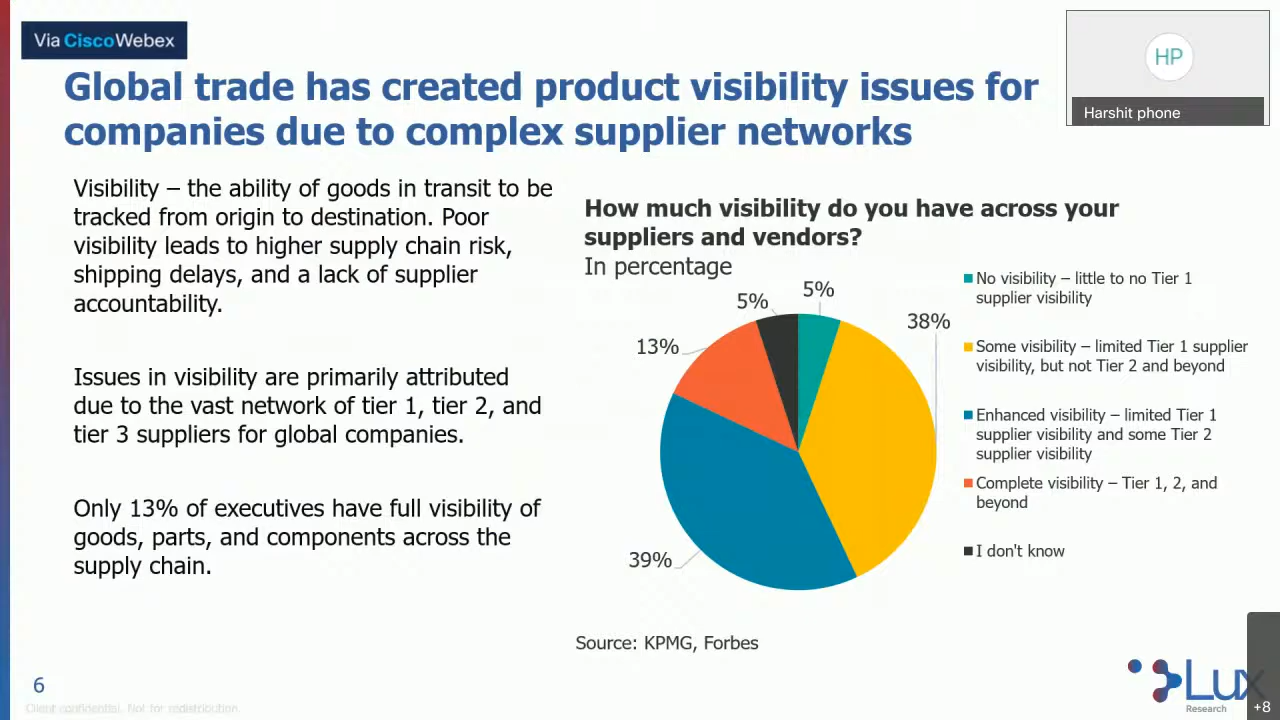 Via CiscoWebex
HP
Harshit phone
Global trade has created product visibility issues for
companies due to complex supplier networks
Visibility – the ability of goods in transit to be
tracked from origin to destination. Poor
visibility leads to higher supply chain risk,
shipping delays, and a lack of supplier
accountability.
Issues in visibility are primarily attributed
due to the vast network of tier 1, tier 2, and
tier 3 suppliers for global companies.
Only 13% of executives have full visibility of
goods, parts, and components across the
supply chain.
How much visibility do you have across your
suppliers and vendors?
In percentage
5%
5%
38%
13%
39%
No visibility – little to no Tier 1
supplier visibility
Some visibility – limited Tier 1 supplier
visibility, but not Tier 2 and beyond
Enhanced visibility – limited Tier 1
supplier visibility and some Tier 2
supplier visibility
Complete visibility – Tier 1, 2, and
beyond
I don't know
Source: KPMG, Forbes
6
Client confidential. Not for redistribution.
Lux
Research
+8